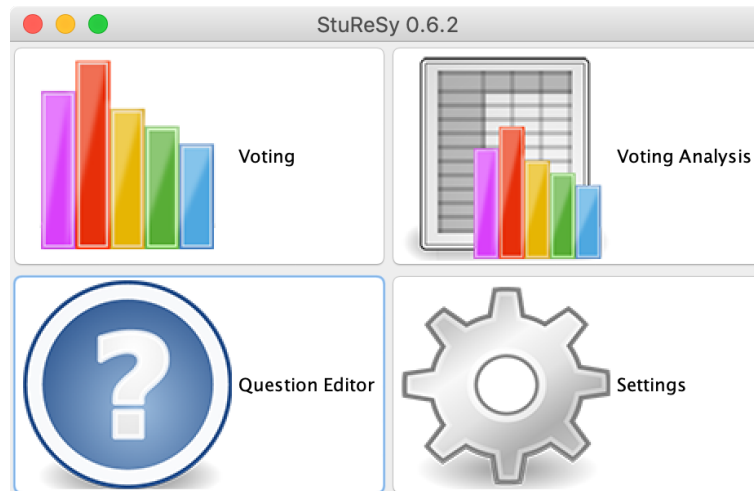 StuReSy 0.6.2
Voting
Voting Analysis
?
Question Editor
Settings